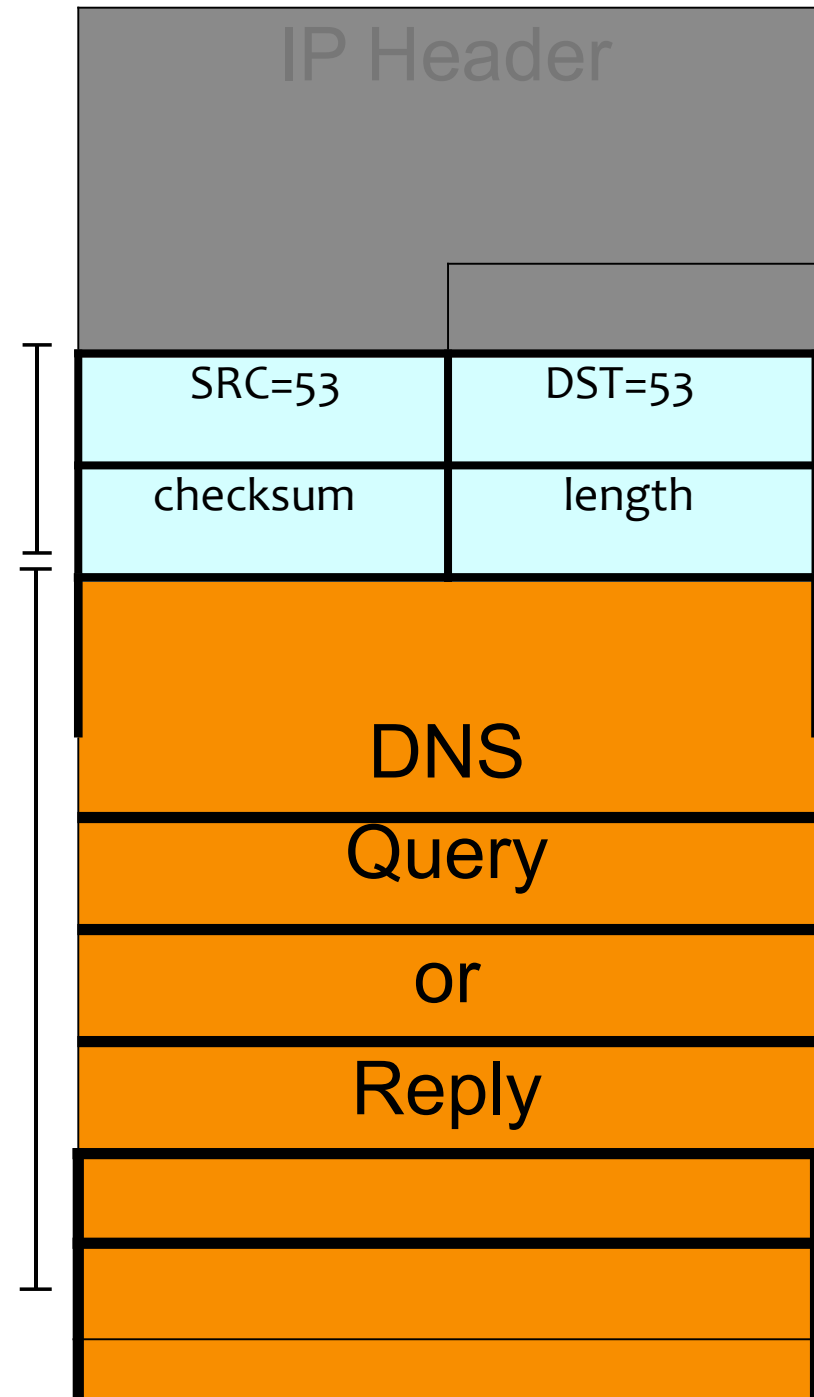 IP Header
SRC=53 DST=53
checksum length
DNS
Query
or
Reply